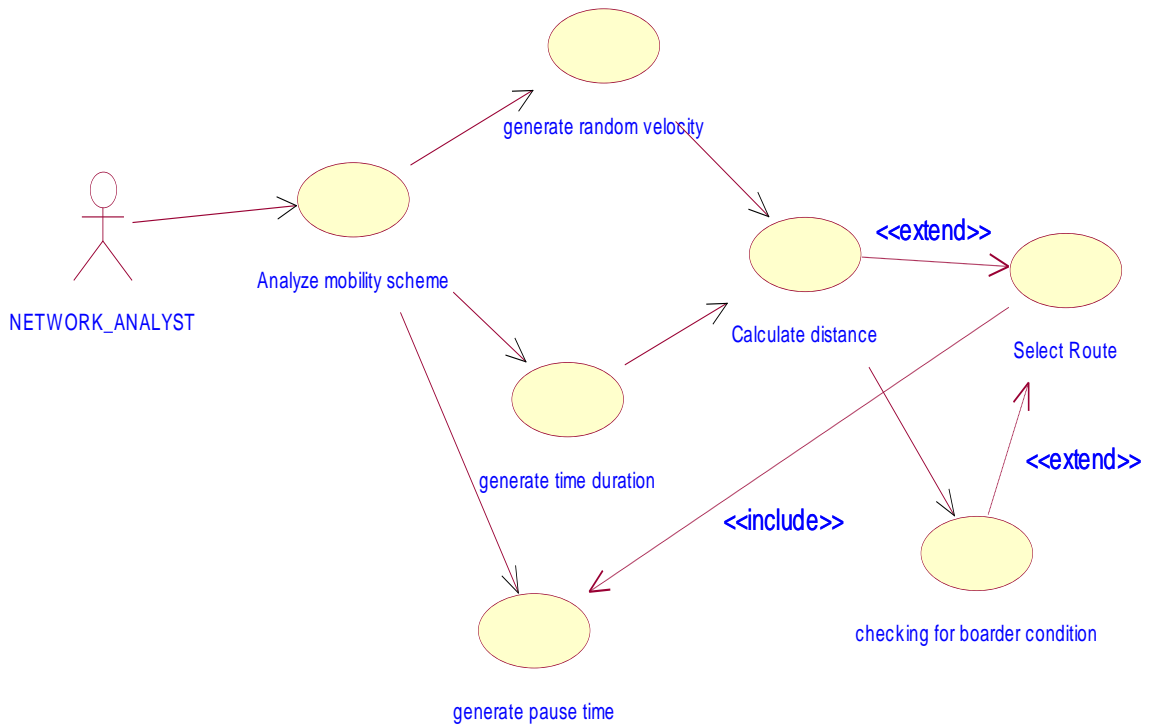 generate random velocity
<<extend>>
Analyze mobility scheme
NETWORK_ANALYST
Calculate distance
Select Route
<<extend>>
generate time duration
<<include>>
checking for boarder condition
generate pause time